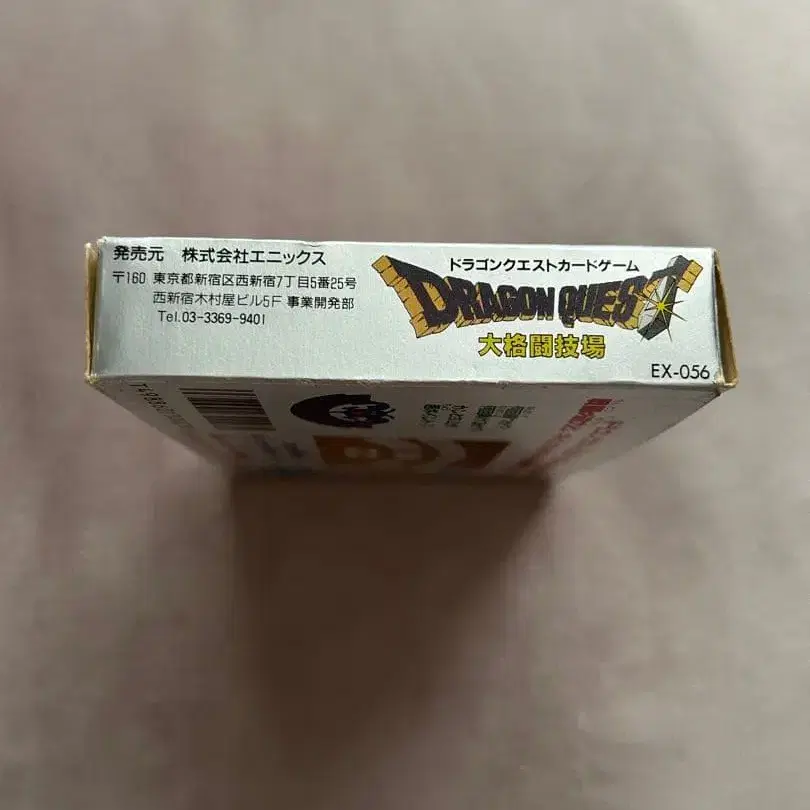 発売元 株式会社エニックス
〒160 東京都新宿区西新宿7丁目5番25号
西新宿木村屋ビル5F 事業開発部
Tel.03-3369-9401
ドラゴンクエストカードゲーム
DRAGON QUEST
大格闘技場
EX-056